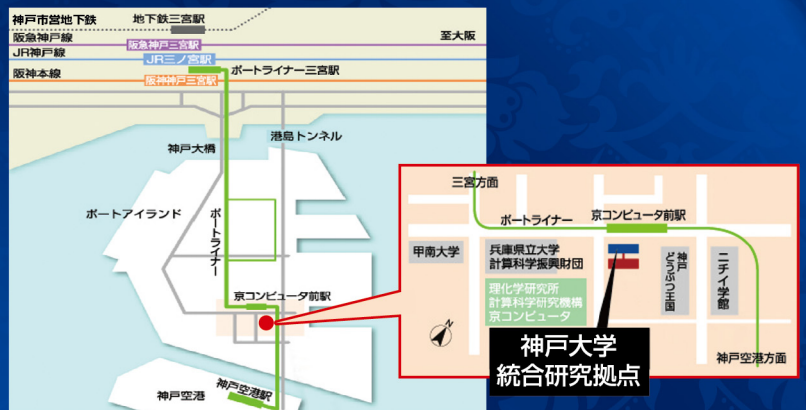 神戸市営地下鉄
地下鉄三宮駅
阪急神戸線
阪急神戸三宮駅
至大阪
JR神戸線
JR三ノ宮駅
ポートライナー三宮駅
阪神本線
阪神神戸三宮駅
神戸大橋
港島トンネル
ポートアイランド
ポートライナー
京コンピュータ前駅
神戸空港
神戸空港駅
三宮方面
ポートライナー
京コンピュータ前駅
甲南大学
兵庫県立大学
計算科学振興財団
理化学研究所
計算科学研究機構
京コンピュータ
神戸
どうぶつ王国
ニチイ学館
N
神戸大学
統合研究拠点
神戸空港方面